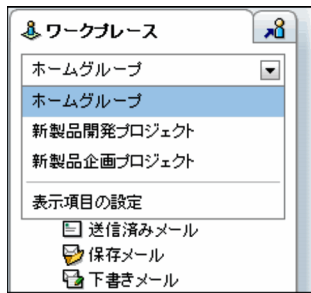 ワークプレース
ホームグループ
ホームグループ
新製品開発プロジェクト
新製品企画プロジェクト
表示項目の設定
送信済みメール
保存メール
下書きメール